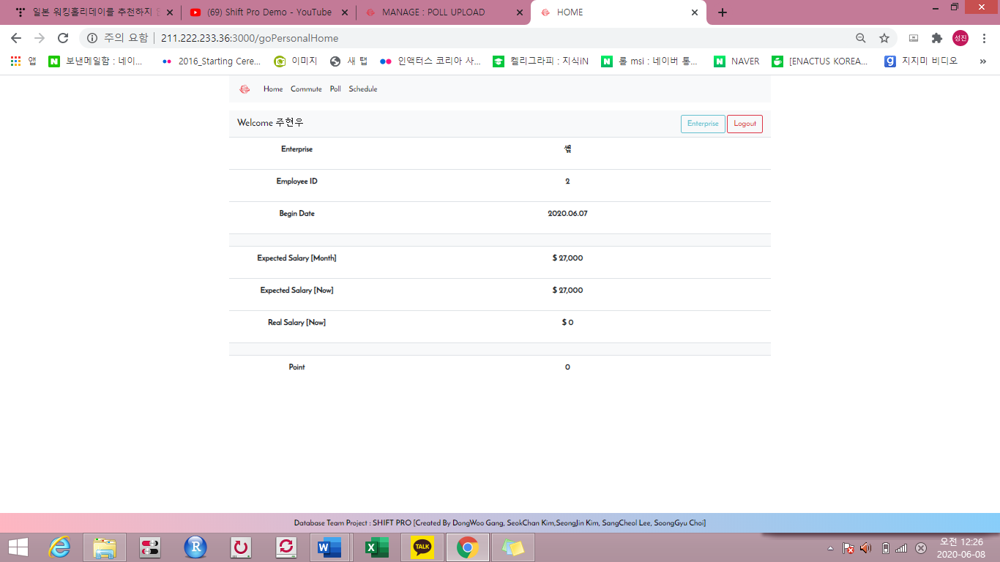 일본 워킹홀리데이를 추천하지
(69) Shift Pro Demo - YouTube
MANAGE : POLL UPLOAD
HOME
주의 요함 | 211.222.233.36:3000/goPersonalHome
성진
앱
보낸메일함 : 네이...
2016_Starting Cere...
이미지
새 탭
인액터스 코리아 사...
켈리그라피 : 지식iN
롤 msi : 네이버 통...
NAVER
[ENACTUS KOREA...
지지미 비디오
»
Home Commute Poll Schedule
Welcome 주현우
Enterprise Logout
Enterprise
Employee ID 2
Begin Date 2020.06.07
Expected Salary [Month] $ 27,000
Expected Salary [Now] $ 27,000
Real Salary [Now] $ 0
Point 0
Database Team Project : SHIFT PRO [Created By DongWoo Gang, SeokChan Kim,SeongJin Kim, SangCheol Lee, SoongGyu Choi]
TALK
오전 12:26
2020-06-08